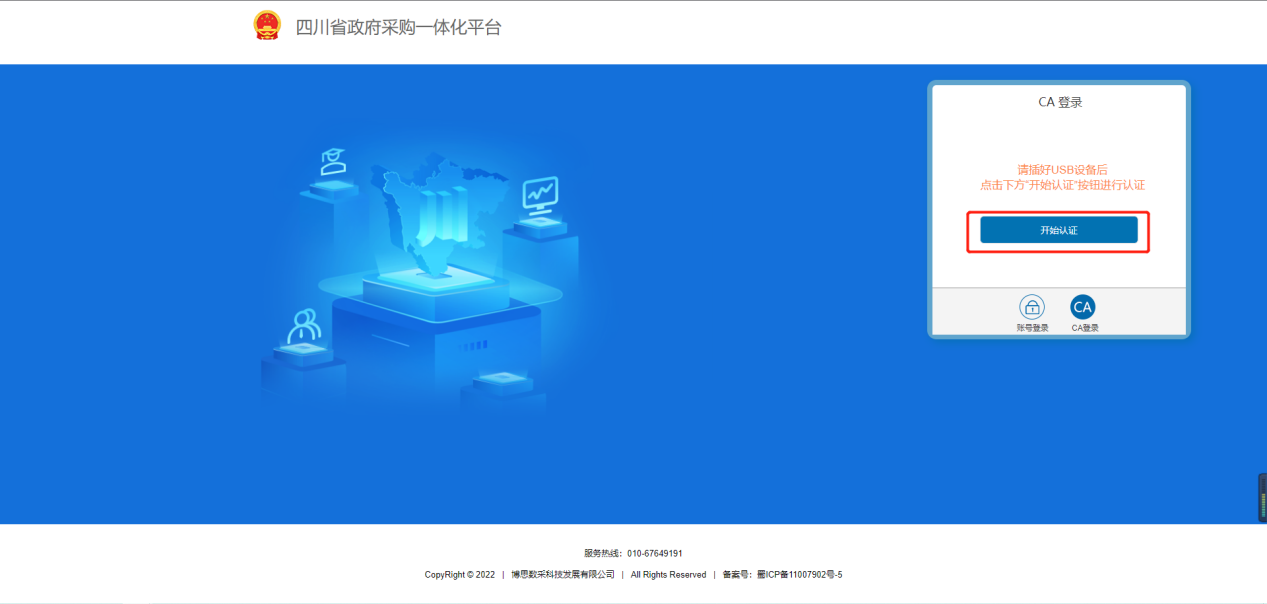 四川省政府采购一体化平台
CA 登录
请插好USB设备后
点击下方"开始认证"按钮进行认证
开始认证
CA
账号登录
CA登录
服务热线：010-67649191
CopyRight © 2022 | 博思数采科技发展有限公司 | All Rights Reserved | 备案号：蜀ICP备11007902号-5